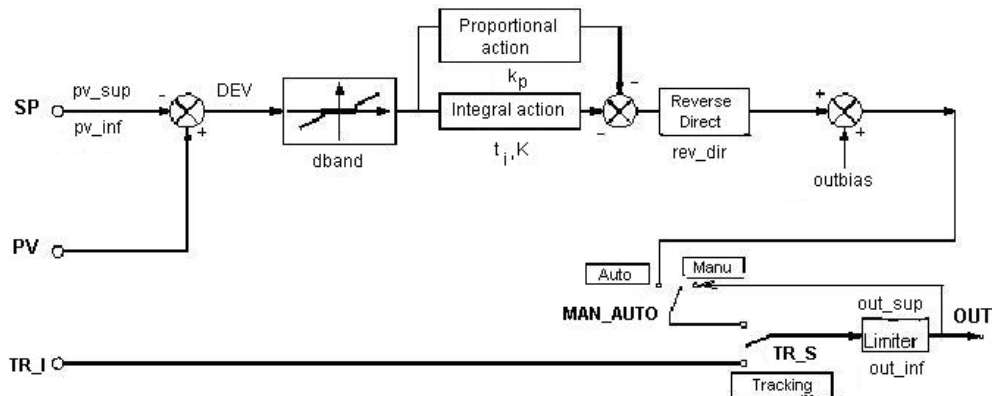 Proportional
action
k p
SP
pv_sup
pv_inf
-
+
DEV
dband
Integral action
t i ,K
-
-
Reverse
Direct
rev_dir
+
+
outbias
PV
Auto
Manu
MAN_AUTO
out_sup
OUT
Limiter
out_inf
TR_S
TR_I
Tracking